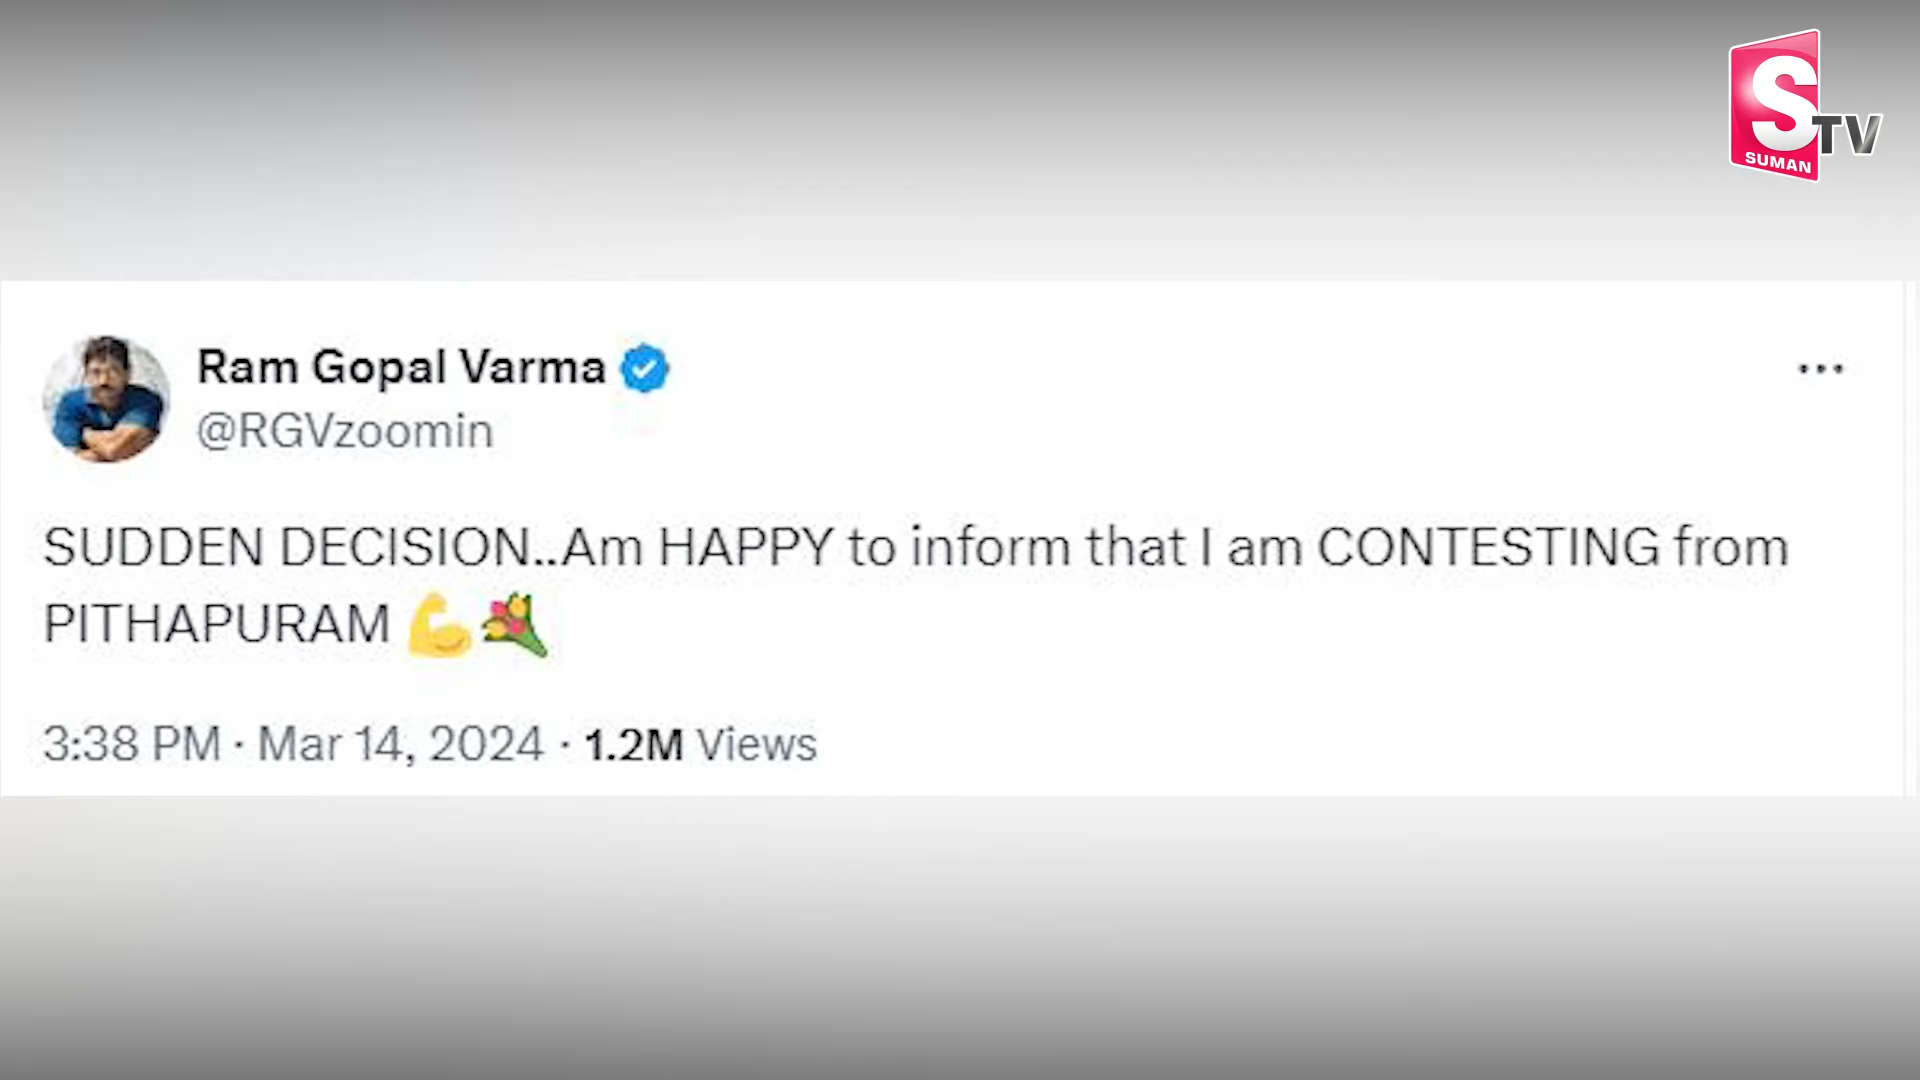 S
TV
SUMAN
Ram Gopal Varma
@RGVzoomin
SUDDEN DECISION..Am HAPPY to inform that I am CONTESTING from
PITHAPURAM 💪💐
3:38 PM · Mar 14, 2024 · 1.2M Views